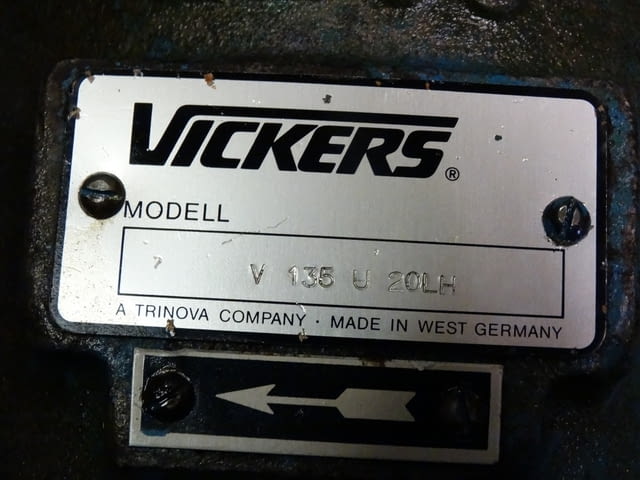 VICKERS®
MODELL
V 135 U 20LH
A TRINOVA COMPANY · MADE IN WEST GERMANY